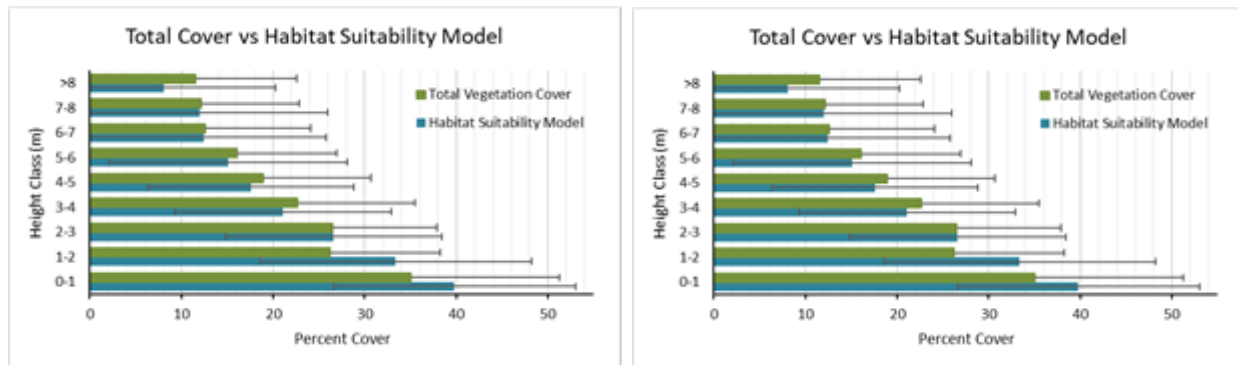 Total Cover vs Habitat Suitability Model
Height Class (m)
>8
7-8
6-7
5-6
4-5
3-4
2-3
1-2
0-1
Total Vegetation Cover
Habitat Suitability Model
0 10 20 30 40 50
Percent Cover
Total Cover vs Habitat Suitability Model
Height Class (m)
>8
7-8
6-7
5-6
4-5
3-4
2-3
1-2
0-1
Total Vegetation Cover
Habitat Suitability Model
0 10 20 30 40 50
Percent Cover